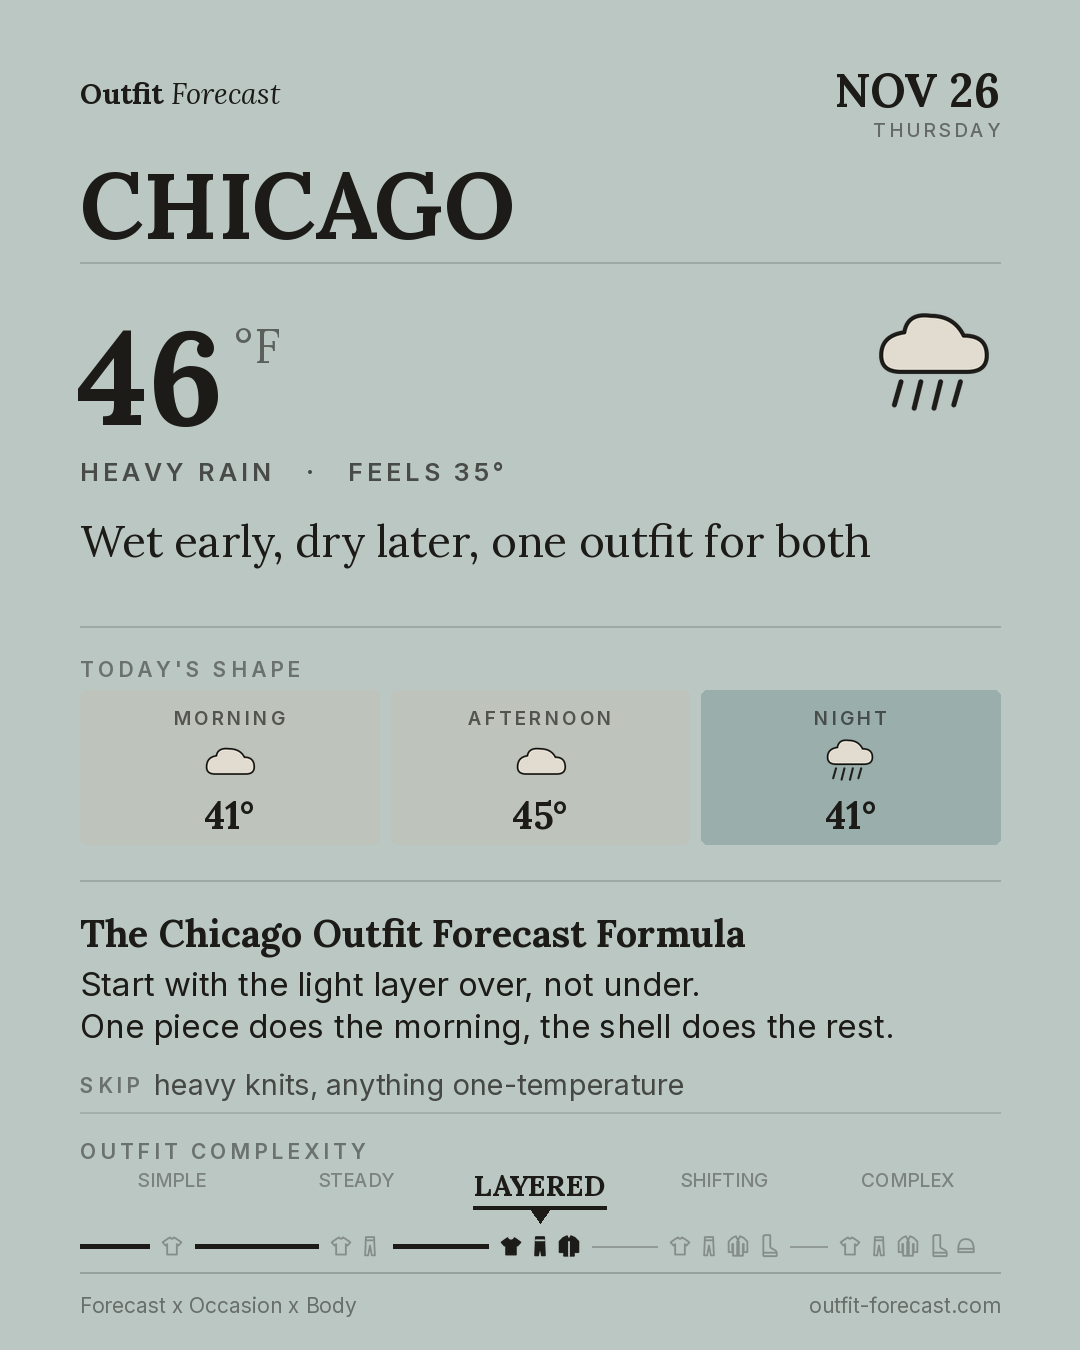 Outfit Forecast
NOV 26
THURSDAY
CHICAGO
46 °F
HEAVY RAIN · FEELS 35°
Wet early, dry later, one outfit for both
TODAY'S SHAPE
MORNING
41°
AFTERNOON
45°
NIGHT
41°
The Chicago Outfit Forecast Formula
Start with the light layer over, not under.
One piece does the morning, the shell does the rest.
SKIP heavy knits, anything one-temperature
OUTFIT COMPLEXITY
SIMPLE STEADY LAYERED SHIFTING COMPLEX
Forecast x Occasion x Body
outfit-forecast.com